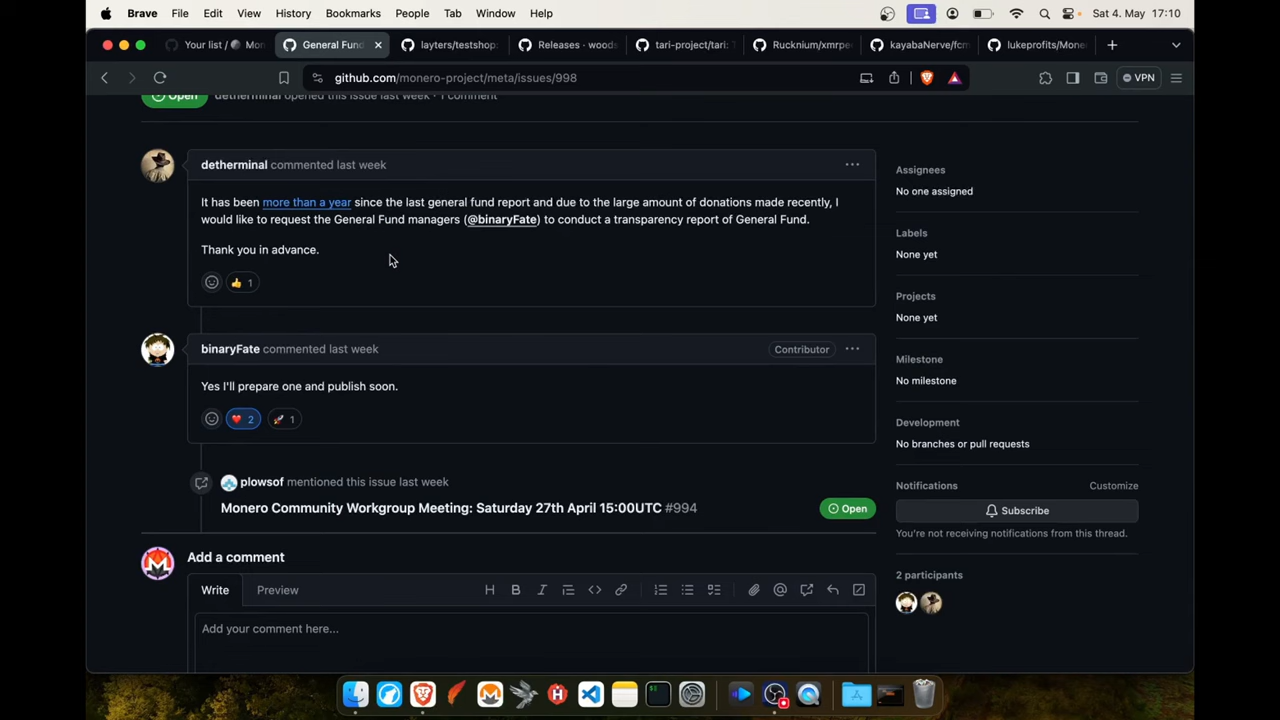 Brave File Edit View History Bookmarks People Tab Window Help Sat 4. May 17:10
Your list / Mon General Fund layters/testshop: Releases · woods tari-project/tari: T Rucknium/xmrpe kayabaNerve/fcm lukeprofits/Mone
github.com/monero-project/meta/issues/998 VPN
Open detherminal opened this issue last week · 1 comment
detherminal commented last week
It has been more than a year since the last general fund report and due to the large amount of donations made recently, I
would like to request the General Fund managers (@binaryFate) to conduct a transparency report of General Fund.
Thank you in advance.
1
binaryFate commented last week Contributor
Yes I'll prepare one and publish soon.
2 1
plowsof mentioned this issue last week
Monero Community Workgroup Meeting: Saturday 27th April 15:00UTC #994 Open
Add a comment
Write Preview
Add your comment here...
Assignees
No one assigned
Labels
None yet
Projects
None yet
Milestone
No milestone
Development
No branches or pull requests
Notifications Customize
Subscribe
You're not receiving notifications from this thread.
2 participants